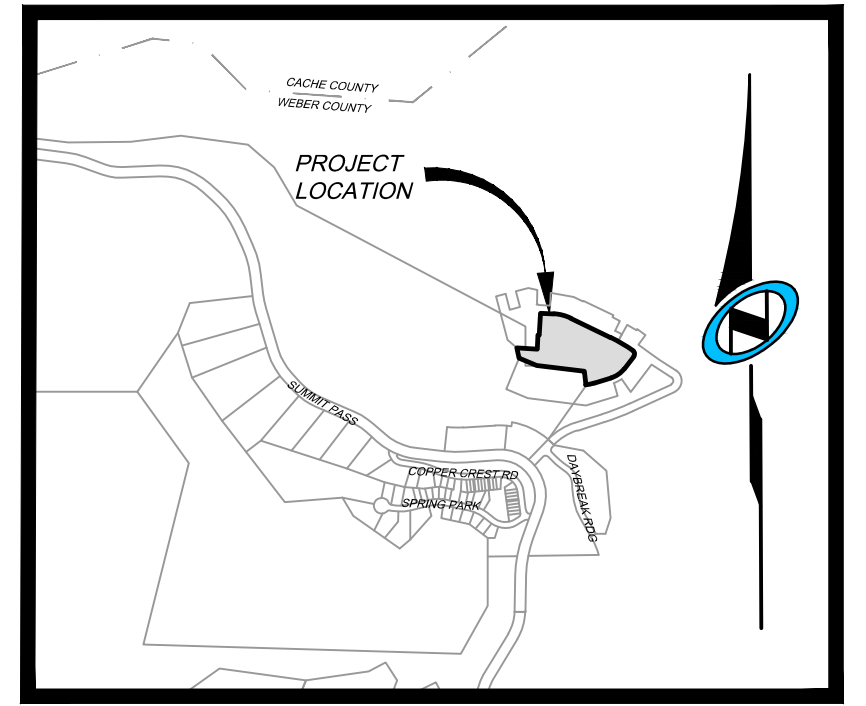 CACHE COUNTY
WEBER COUNTY
PROJECT
LOCATION
SUMMIT PASS
COPPER CREST RD
SPRING PARK
DAYBREAK RDG
N